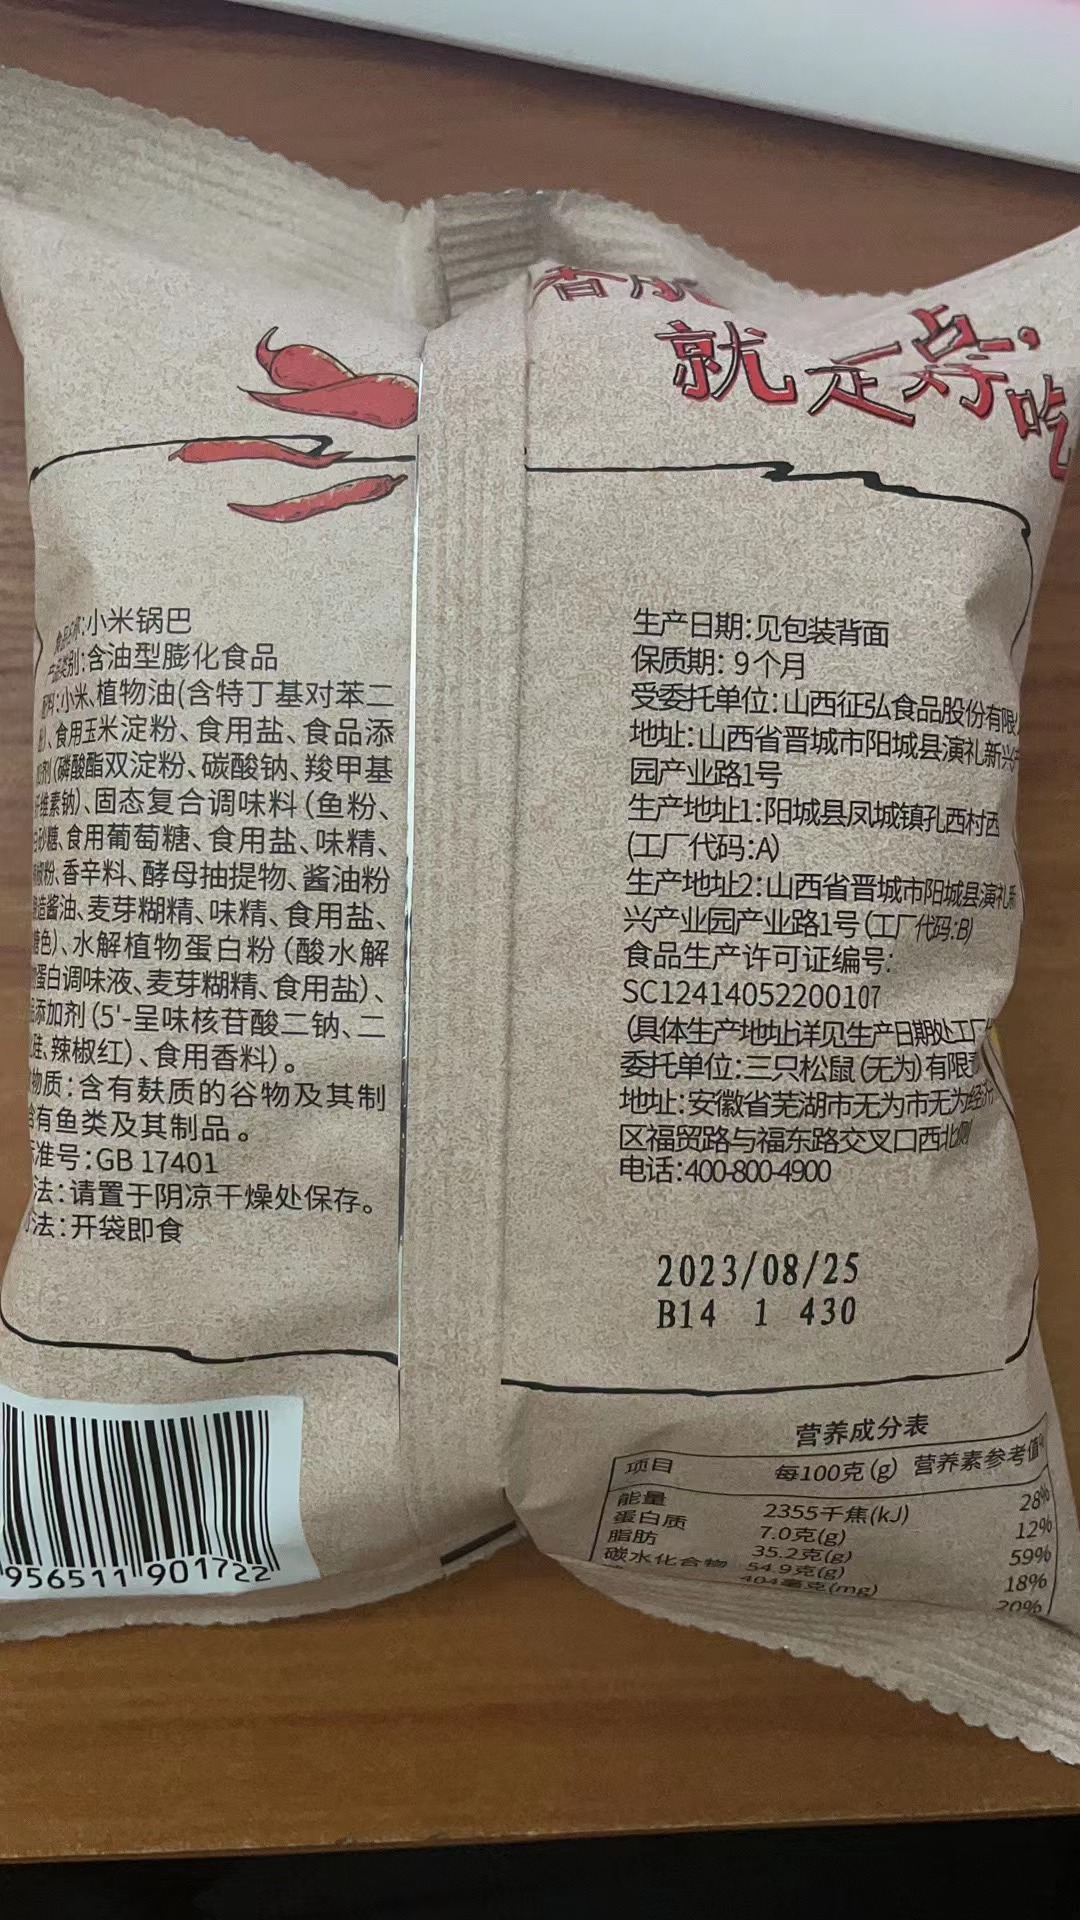 就是好吃
:小米锅巴
产品类别:含油型膨化食品
配料:小米、植物油(含特丁基对苯二
、食用玉米淀粉、食用盐、食品添
剂(磷酸酯双淀粉、碳酸钠、羧甲基
纤维素钠)、固态复合调味料(鱼粉、
白砂糖、食用葡萄糖、食用盐、味精、
椒粉、香辛料、酵母抽提物、酱油粉
酿造酱油、麦芽糊精、味精、食用盐、
色)、水解植物蛋白粉(酸水解
蛋白调味液、麦芽糊精、食用盐)、
添加剂(5'-呈味核苷酸二钠、二
硅、辣椒红)、食用香料)。
物质:含有麸质的谷物及其制
含有鱼类及其制品。
准号:GB 17401
法:请置于阴凉干燥处保存。
法:开袋即食
956511 901722
生产日期:见包装背面
保质期: 9个月
受委托单位:山西征弘食品股份有限
地址:山西省晋城市阳城县演礼新兴
园产业路1号
生产地址1:阳城县凤城镇孔西村西
(工厂代码:A)
生产地址2:山西省晋城市阳城县演礼新
兴产业园产业路1号(工厂代码:B)
食品生产许可证编号:
SC12414052200107
(具体生产地址详见生产日期处工厂
委托单位:三只松鼠(无为)有限
地址:安徽省芜湖市无为市无为经济
区福贸路与福东路交叉口西北侧
电话:400-800-4900
2023/08/25
B14 1 430
营养成分表
项目 每100克(g) 营养素参考值%
能量 2355千焦(kJ) 28%
蛋白质 7.0克(g) 12%
脂肪 35.2克(g) 59%
碳水化合物 54.9克(g) 18%
404毫克(mg) 20%